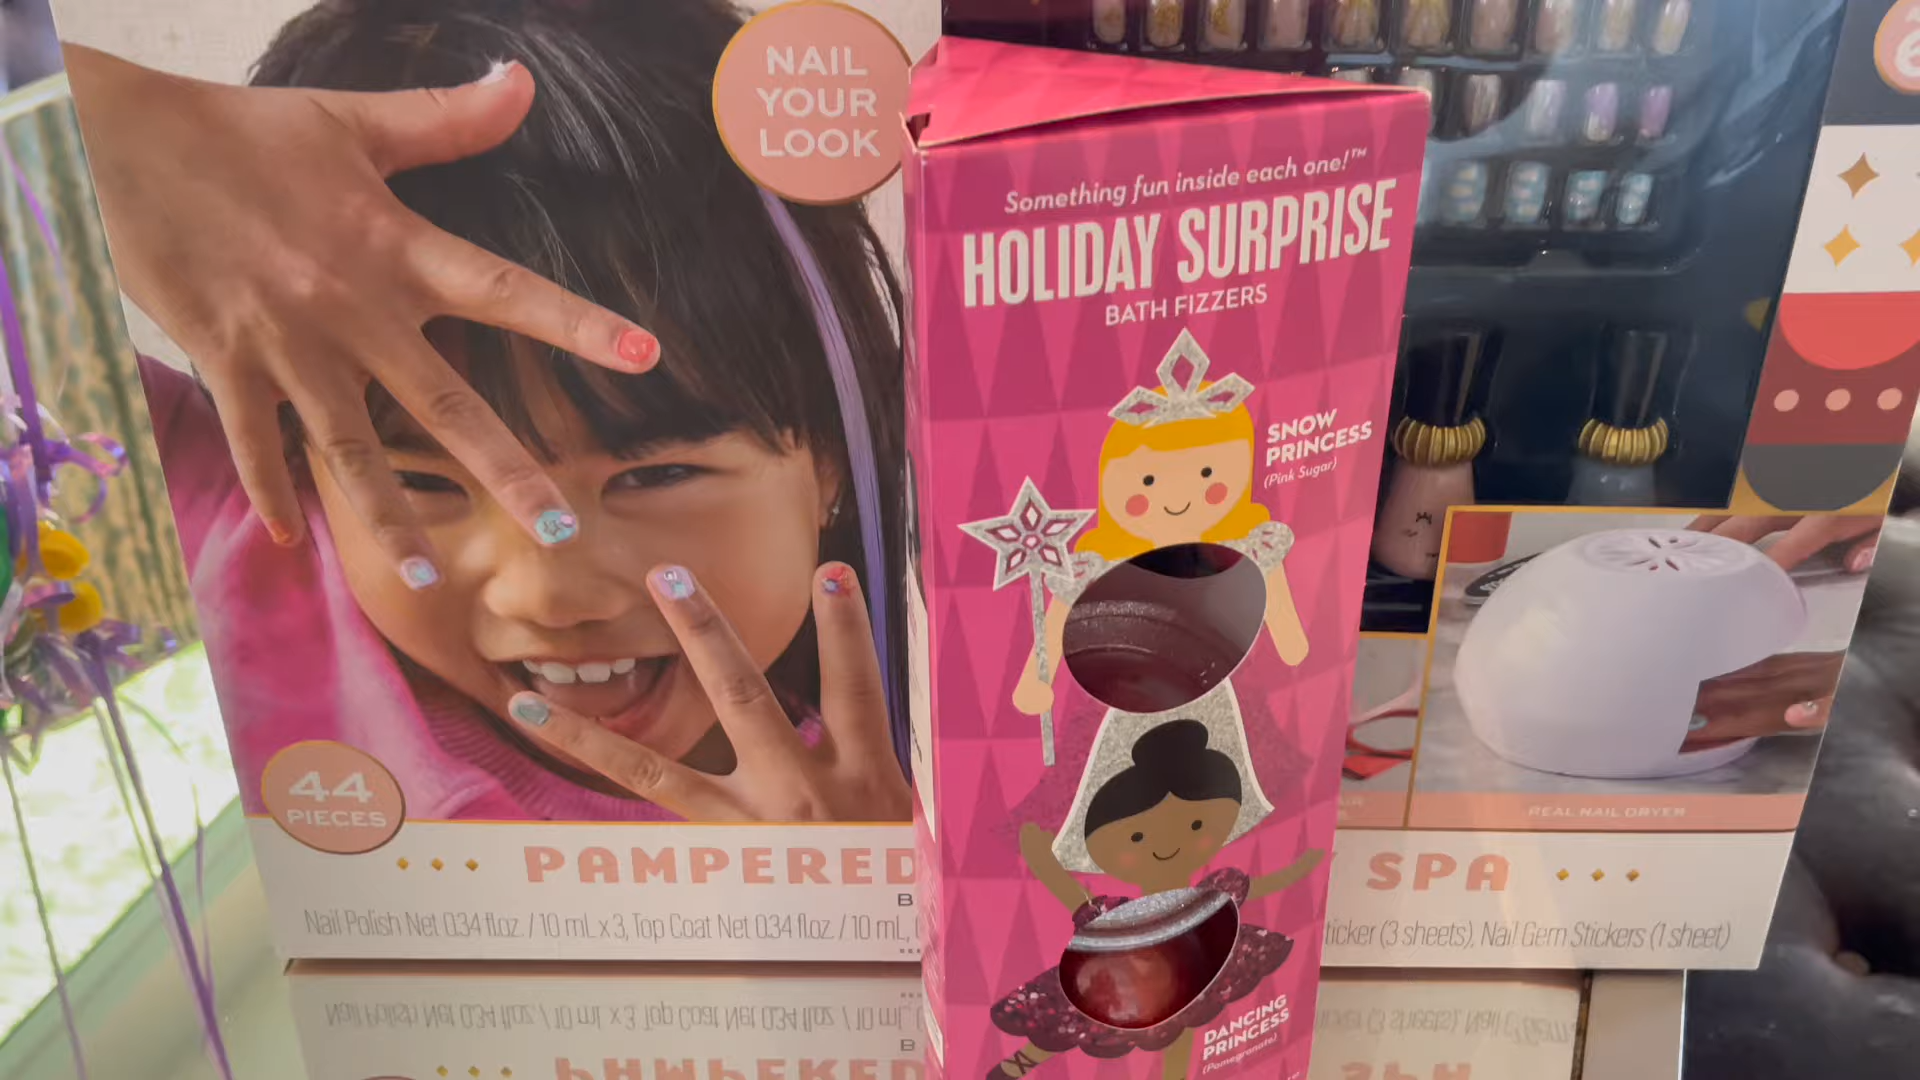 NAIL
YOUR
LOOK
44
PIECES
PAMPERED
Nail Polish Net 0.34 fl.oz. / 10 mL x 3, Top Coat Net 0.34 fl.oz. / 10 mL,
Something fun inside each one!™
HOLIDAY SURPRISE
BATH FIZZERS
SNOW
PRINCESS
(Pink Sugar)
DANCING
PRINCESS
(Pomegranate)
REAL NAIL DRYER
SPA
(3 sheets), Nail Gem Stickers (1 sheet)